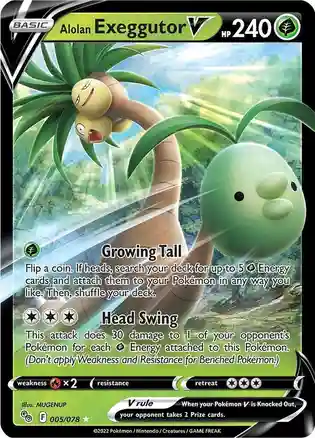 BASIC
Alolan Exeggutor V HP 240
Growing Tall
Flip a coin. If heads, search your deck for up to 5 Energy
cards and attach them to your Pokémon in any way you
like. Then, shuffle your deck.
Head Swing
This attack does 30 damage to 1 of your opponent's
Pokémon for each Energy attached to this Pokémon.
(Don't apply Weakness and Resistance for Benched Pokémon.)
weakness ×2 resistance retreat
Illus. MUGENUP
F 005/078
V rule When your Pokémon V is Knocked Out,
your opponent takes 2 Prize cards.
©2022 Pokémon / Nintendo / Creatures / GAME FREAK